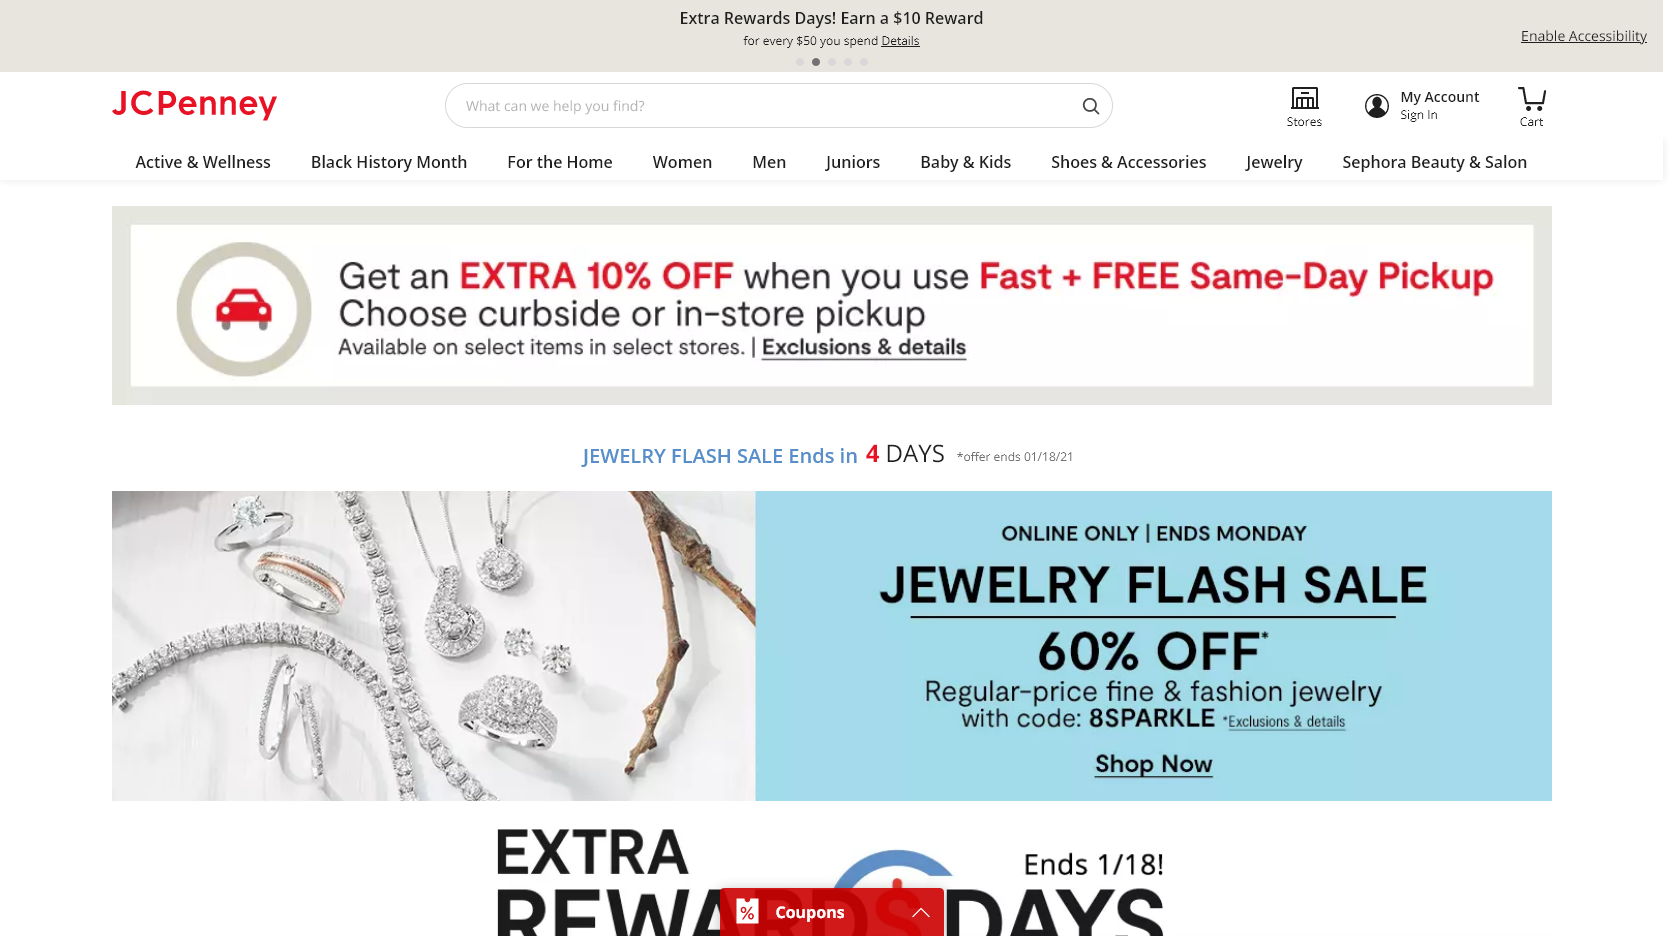 Extra Rewards Days! Earn a $10 Reward
for every $50 you spend Details
Enable Accessibility
JCPenney
What can we help you find?
Stores
My Account
Sign In
Cart
Active & Wellness
Black History Month
For the Home
Women
Men
Juniors
Baby & Kids
Shoes & Accessories
Jewelry
Sephora Beauty & Salon
Get an EXTRA 10% OFF when you use Fast + FREE Same-Day Pickup
Choose curbside or in-store pickup
Available on select items in select stores. | Exclusions & details
JEWELRY FLASH SALE Ends in 4 DAYS *offer ends 01/18/21
ONLINE ONLY | ENDS MONDAY
JEWELRY FLASH SALE
60% OFF*
Regular-price fine & fashion jewelry
with code: 8SPARKLE *Exclusions & details
Shop Now
EXTRA
Ends 1/18!
REWARDS DAYS
% Coupons